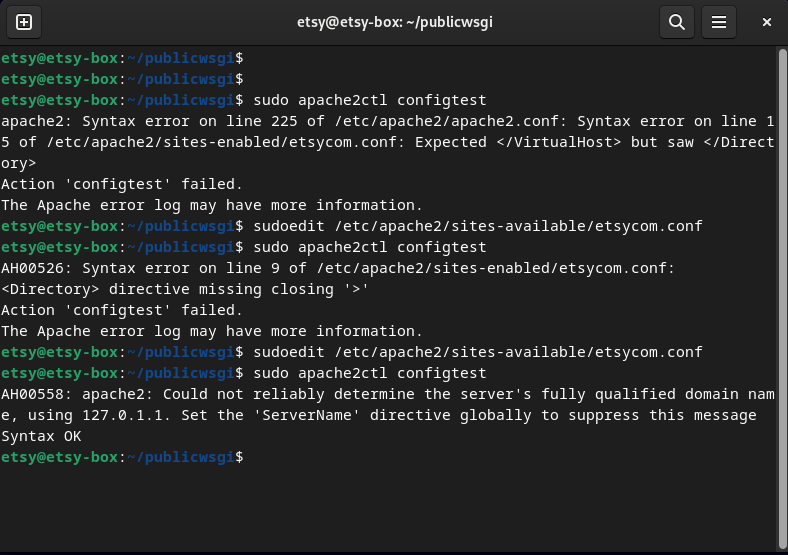 etsy@etsy-box: ~/publicwsgi
etsy@etsy-box:~/publicwsgi$
etsy@etsy-box:~/publicwsgi$
etsy@etsy-box:~/publicwsgi$ sudo apache2ctl configtest
apache2: Syntax error on line 225 of /etc/apache2/apache2.conf: Syntax error on line 1
5 of /etc/apache2/sites-enabled/etsycom.conf: Expected </VirtualHost> but saw </Direct
ory>
Action 'configtest' failed.
The Apache error log may have more information.
etsy@etsy-box:~/publicwsgi$ sudoedit /etc/apache2/sites-available/etsycom.conf
etsy@etsy-box:~/publicwsgi$ sudo apache2ctl configtest
AH00526: Syntax error on line 9 of /etc/apache2/sites-enabled/etsycom.conf:
<Directory> directive missing closing '>'
Action 'configtest' failed.
The Apache error log may have more information.
etsy@etsy-box:~/publicwsgi$ sudoedit /etc/apache2/sites-available/etsycom.conf
etsy@etsy-box:~/publicwsgi$ sudo apache2ctl configtest
AH00558: apache2: Could not reliably determine the server's fully qualified domain nam
e, using 127.0.1.1. Set the 'ServerName' directive globally to suppress this message
Syntax OK
etsy@etsy-box:~/publicwsgi$